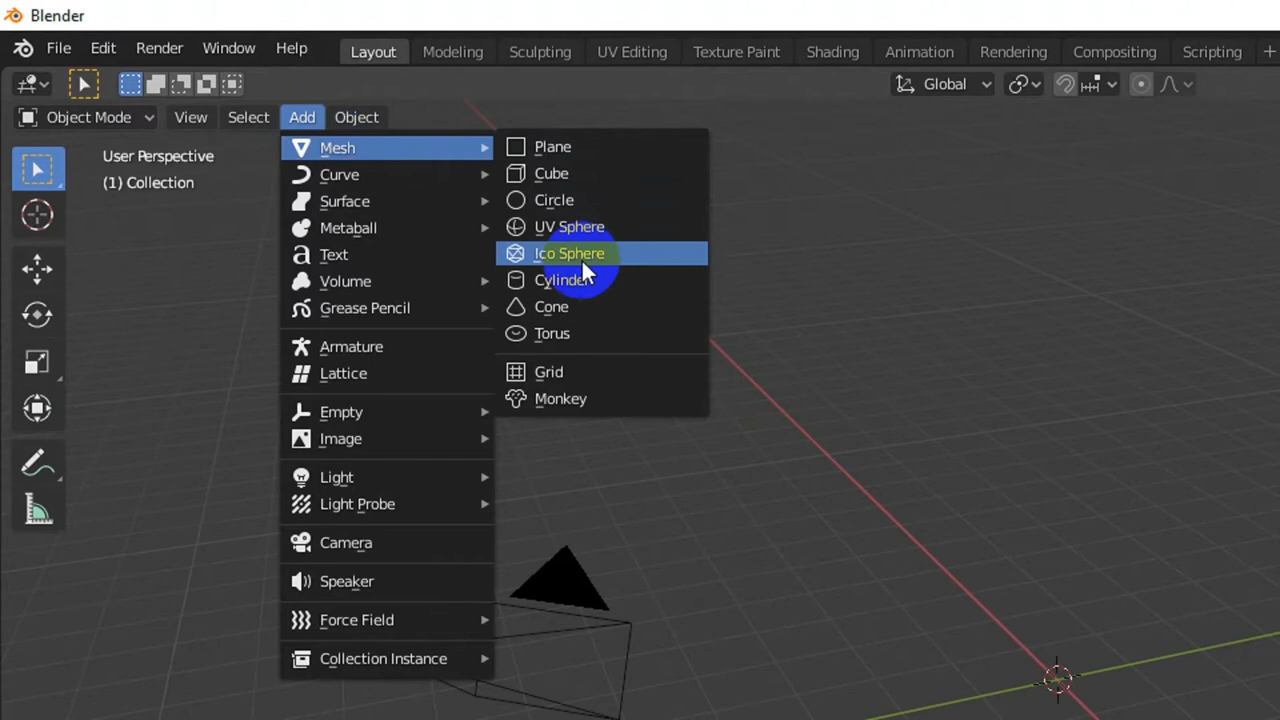 Blender
File Edit Render Window Help Layout Modeling Sculpting UV Editing Texture Paint Shading Animation Rendering Compositing Scripting +
Global
Object Mode View Select Add Object
User Perspective
(1) Collection
Mesh
Curve
Surface
Metaball
Text
Volume
Grease Pencil
Armature
Lattice
Empty
Image
Light
Light Probe
Camera
Speaker
Force Field
Collection Instance
Plane
Cube
Circle
UV Sphere
Ico Sphere
Cylinder
Cone
Torus
Grid
Monkey